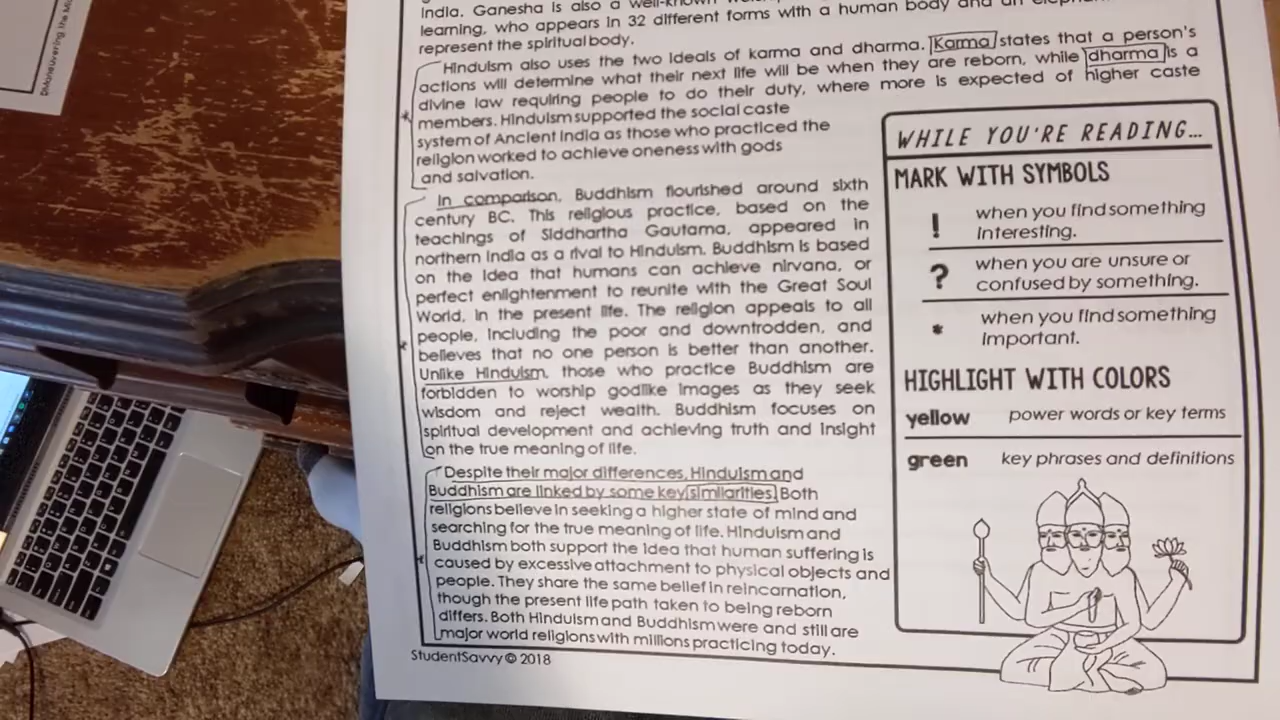 India. Ganesha is also a well-known
learning, who appears in 32 different forms with a human body and an
represent the spiritual body.
Hinduism also uses the two ideals of karma and dharma. Karma states that a person's
actions will determine what their next life will be when they are reborn, while dharma is a
divine law requiring people to do their duty, where more is expected of higher caste
members. Hinduism supported the social caste
system of Ancient India as those who practiced the
religion worked to achieve oneness with gods
and salvation.
In comparison, Buddhism flourished around sixth
century BC. This religious practice, based on the
teachings of Siddhartha Gautama, appeared in
northern India as a rival to Hinduism. Buddhism is based
on the idea that humans can achieve nirvana, or
perfect enlightenment to reunite with the Great Soul
World, in the present life. The religion appeals to all
people, including the poor and downtrodden, and
believes that no one person is better than another.
Unlike Hinduism, those who practice Buddhism are
forbidden to worship godlike images as they seek
wisdom and reject wealth. Buddhism focuses on
spiritual development and achieving truth and insight
on the true meaning of life.
Despite their major differences, Hinduism and
Buddhism are linked by some key similarities. Both
religions believe in seeking a higher state of mind and
searching for the true meaning of life. Hinduism and
Buddhism both support the idea that human suffering is
caused by excessive attachment to physical objects and
people. They share the same belief in reincarnation,
though the present life path taken to being reborn
differs. Both Hinduism and Buddhism were and still are
major world religions with millions practicing today.
StudentSavvy © 2018
WHILE YOU'RE READING...
MARK WITH SYMBOLS
! when you find something
interesting.
? when you are unsure or
confused by something.
* when you find something
important.
HIGHLIGHT WITH COLORS
yellow power words or key terms
green key phrases and definitions
Maneuvering the Mi